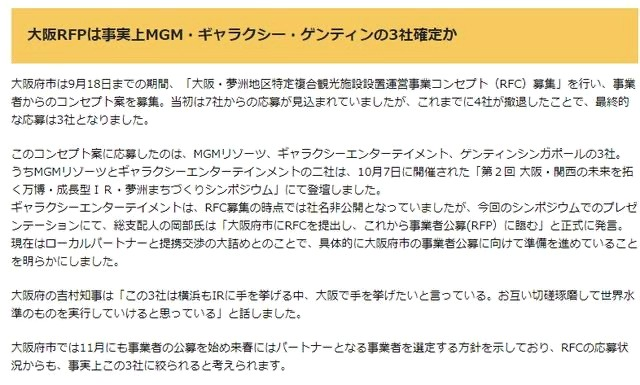 大阪RFPは事実上MGM・ギャラクシー・ゲンティンの3社確定か
大阪府市は9月18日までの期間、「大阪・夢洲地区特定複合観光施設設置運営事業コンセプト（RFC）募集」を行い、事業
者からのコンセプト案を募集。当初は7社からの応募が見込まれていましたが、これまでに4社が撤退したことで、最終的
な応募は3社となりました。
このコンセプト案に応募したのは、MGMリゾーツ、ギャラクシーエンターテイメント、ゲンティンシンガポールの3社。
うちMGMリゾーツとギャラクシーエンターテインメントの二社は、10月7日に開催された「第２回 大阪・関西の未来を拓
く万博・成長型ＩＲ・夢洲まちづくりシンポジウム」にて登壇しました。
ギャラクシーエンターテイメントは、RFC募集の時点では社名非公開となっていましたが、今回のシンポジウムでのプレゼ
ンテーションにて、総支配人の岡部氏は「大阪府市にRFCを提出し、これから事業者公募(RFP）に臨む」と正式に発言。
現在はローカルパートナーと提携交渉の大詰めとのことで、具体的に大阪府市の事業者公募に向けて準備を進めていること
を明らかにしました。
大阪府の吉村知事は「この3社は横浜もIRに手を挙げる中、大阪で手を挙げたいと言っている。お互い切磋琢磨して世界水
準のものを実行していけると思っている」と話しました。
大阪府市では11月にも事業者の公募を始め来春にはパートナーとなる事業者を選定する方針を示しており、RFCの応募状
況からも、事実上この3社に絞られると考えられます。